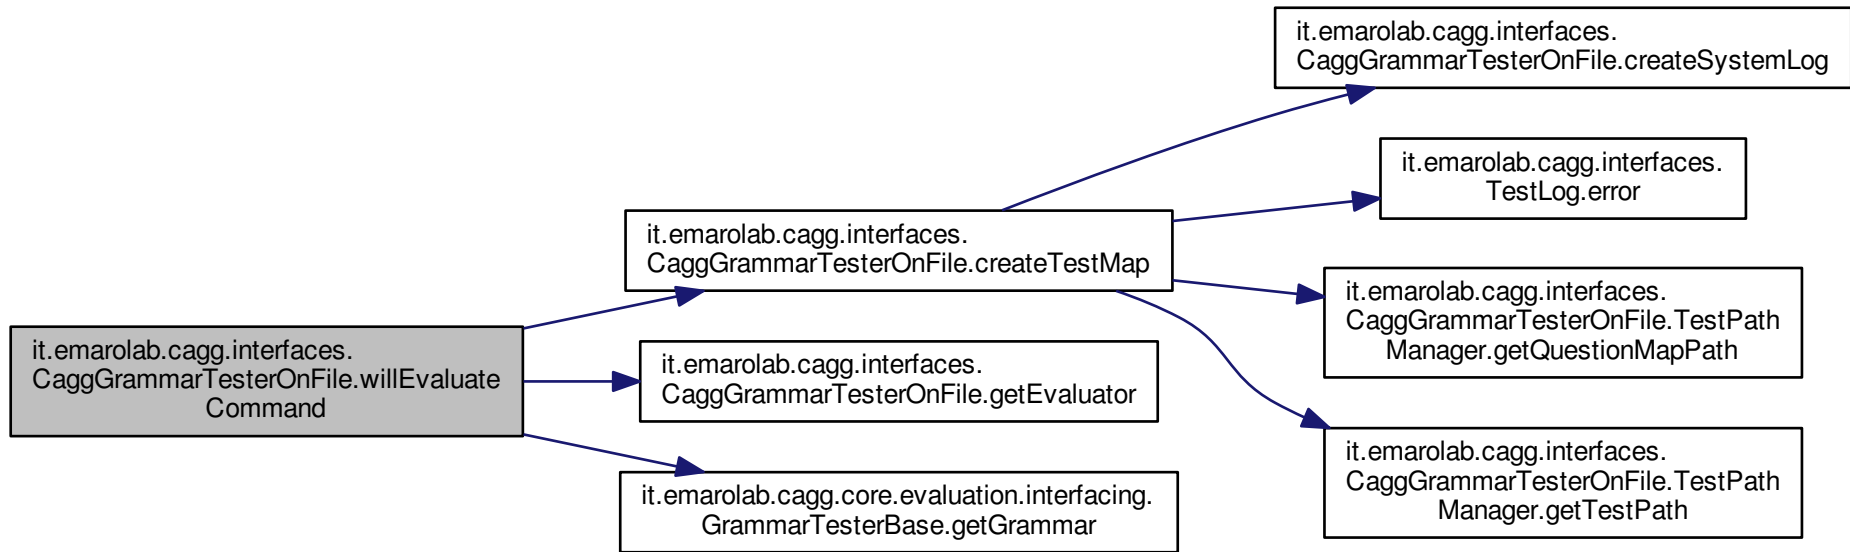 it.emarolab.cagg.interfaces.
CaggGrammarTesterOnFile.createSystemLog
it.emarolab.cagg.interfaces.
TestLog.error
it.emarolab.cagg.interfaces.
CaggGrammarTesterOnFile.createTestMap
it.emarolab.cagg.interfaces.
CaggGrammarTesterOnFile.TestPath
Manager.getQuestionMapPath
it.emarolab.cagg.interfaces.
CaggGrammarTesterOnFile.willEvaluate
Command
it.emarolab.cagg.interfaces.
CaggGrammarTesterOnFile.getEvaluator
it.emarolab.cagg.interfaces.
CaggGrammarTesterOnFile.TestPath
Manager.getTestPath
it.emarolab.cagg.core.evaluation.interfacing.
GrammarTesterBase.getGrammar